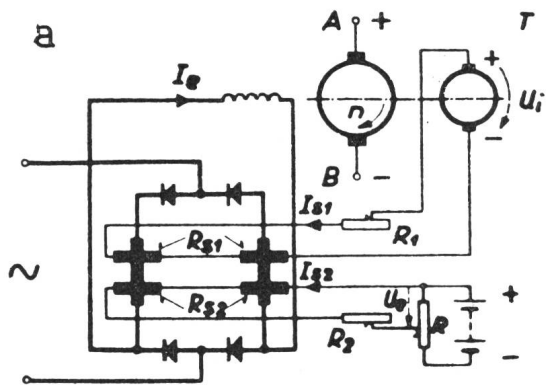 a
A
+
T
I_e
n
+
U_i
−
B
−
I_S1
R_S1
R_1
~
I_S2
R_S2
U_e
R
+
R_2
−